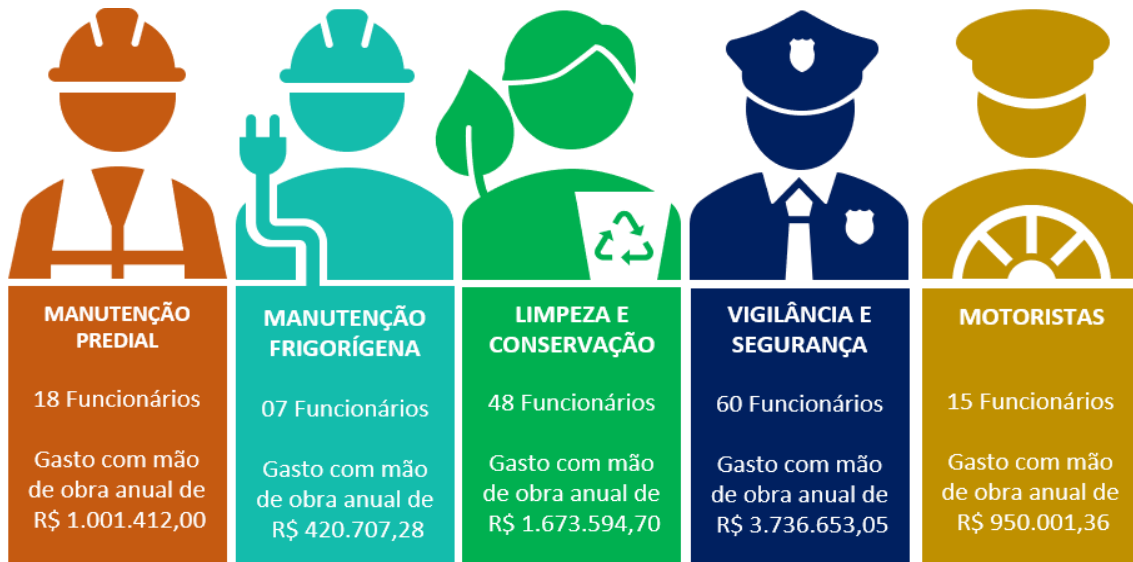 MANUTENÇÃO
PREDIAL
18 Funcionários
Gasto com mão
de obra anual de
R$ 1.001.412,00
MANUTENÇÃO
FRIGORÍGENA
07 Funcionários
Gasto com mão
de obra anual de
R$ 420.707,28
LIMPEZA E
CONSERVAÇÃO
48 Funcionários
Gasto com mão
de obra anual de
R$ 1.673.594,70
VIGILÂNCIA E
SEGURANÇA
60 Funcionários
Gasto com mão
de obra anual de
R$ 3.736.653,05
MOTORISTAS
15 Funcionários
Gasto com mão
de obra anual de
R$ 950.001,36